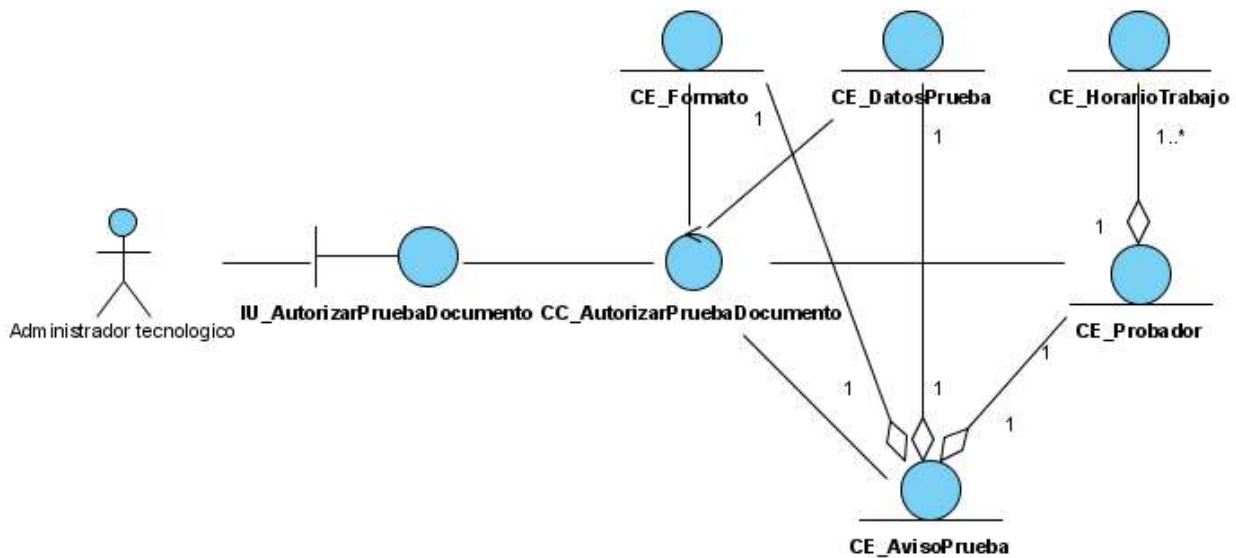 CE_Formato
CE_DatosPrueba
CE_HorarioTrabajo
1
1
1..*
1
Administrador tecnologico
IU_AutorizarPruebaDocumento
CC_AutorizarPruebaDocumento
CE_Probador
1
1
1
1
CE_AvisoPrueba